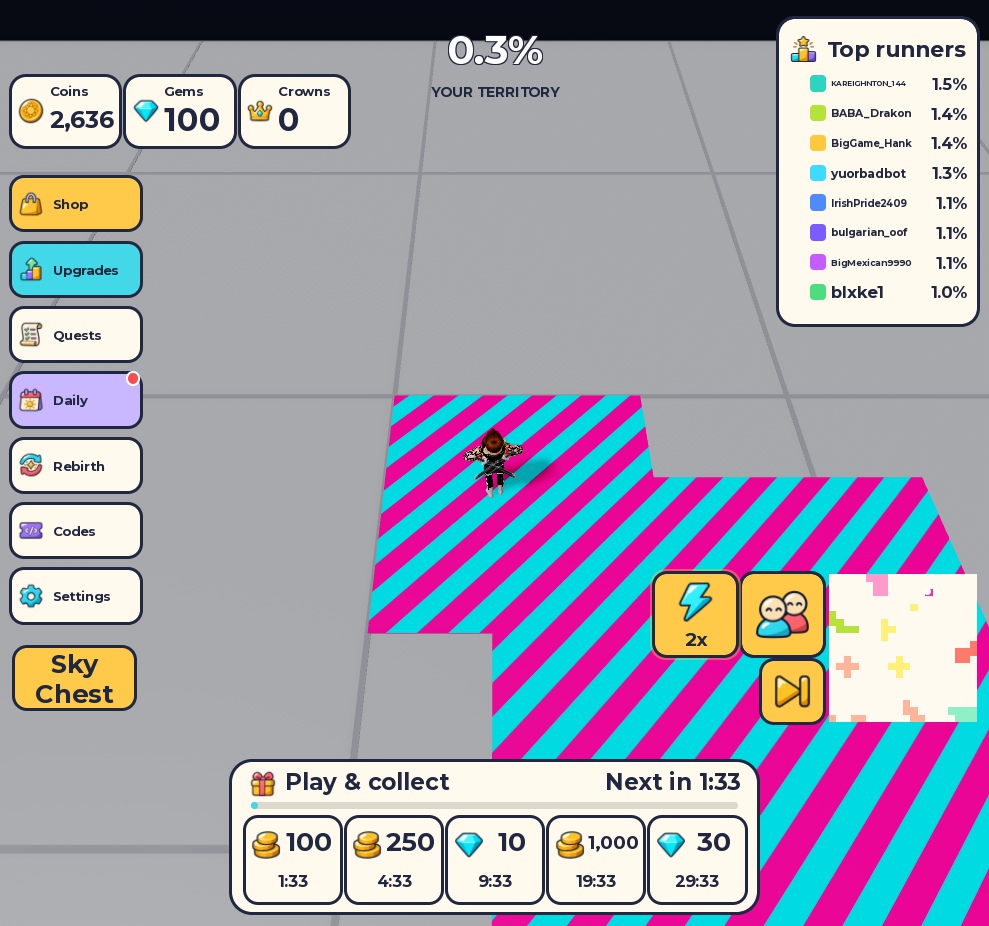 0.3%
YOUR TERRITORY
Coins
2,636
Gems
100
Crowns
0
Top runners
KAREIGHNTON_144 1.5%
BABA_Drakon 1.4%
BigGame_Hank 1.4%
yuorbadbot 1.3%
IrishPride2409 1.1%
bulgarian_oof 1.1%
BigMexican9990 1.1%
blxke1 1.0%
Shop
Upgrades
Quests
Daily
Rebirth
Codes
Settings
Sky
Chest
2x
Play & collect Next in 1:33
100 250 10 1,000 30
1:33 4:33 9:33 19:33 29:33